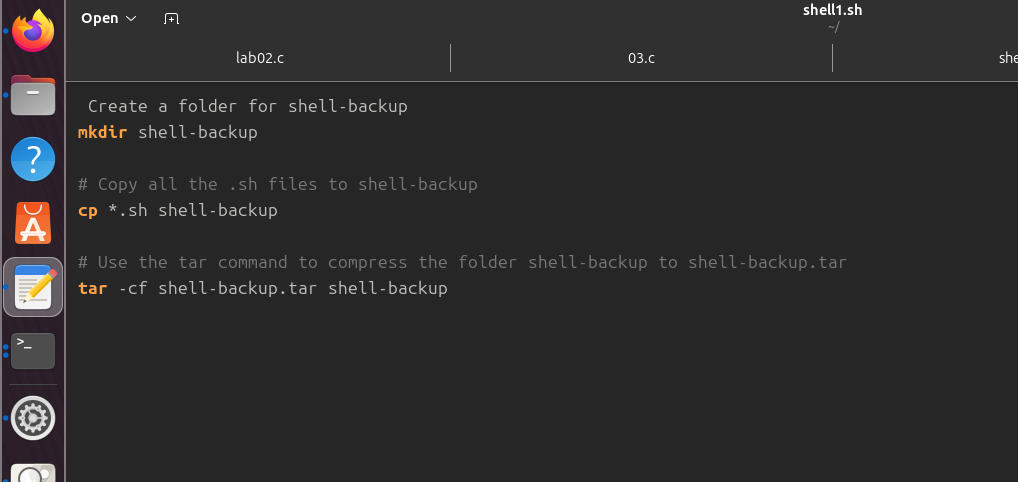 Open
shell1.sh
~/
lab02.c
03.c
she
Create a folder for shell-backup
mkdir shell-backup
# Copy all the .sh files to shell-backup
cp *.sh shell-backup
# Use the tar command to compress the folder shell-backup to shell-backup.tar
tar -cf shell-backup.tar shell-backup
?
>_